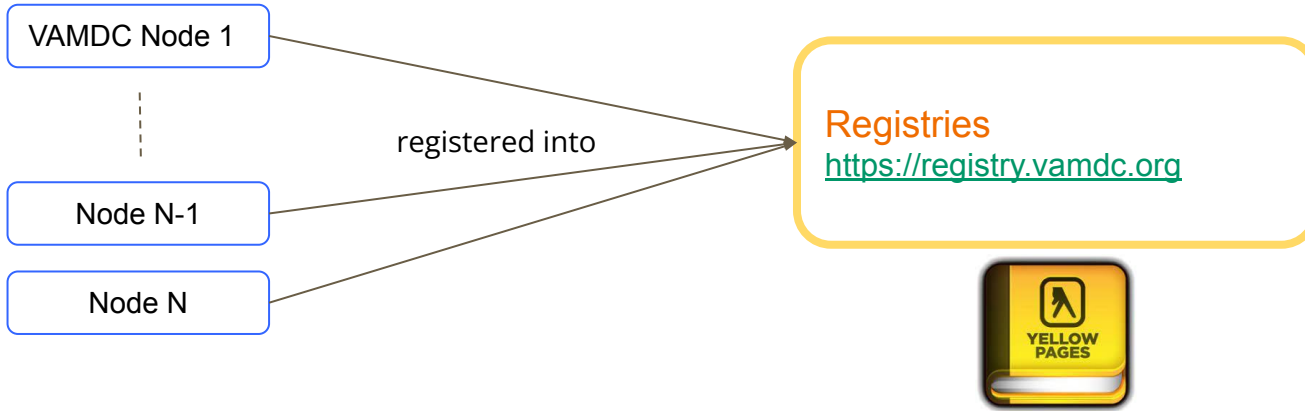 VAMDC Node 1
registered into
Registries
https://registry.vamdc.org
Node N-1
Node N
YELLOW
PAGES